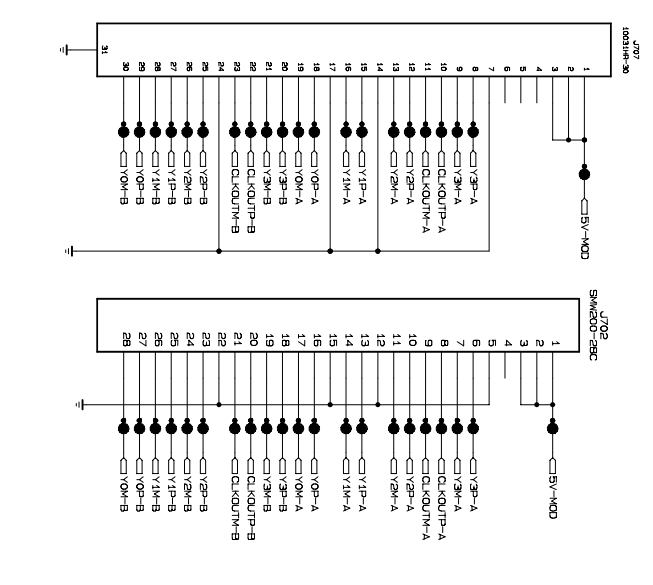 J707
10031HR-30
31
30 29 28 27 26 25 24 23 22 21 20 19 18 17 16 15 14 13 12 11 10 9 8 7 6 5 4 3 2 1
Y0M-B
Y0P-B
Y1M-B
Y1P-B
Y2M-B
Y2P-B
CLKOUTM-B
CLKOUTP-B
Y3M-B
Y3P-B
Y0M-A
Y0P-A
Y1M-A
Y1P-A
Y2M-A
Y2P-A
CLKOUTM-A
CLKOUTP-A
Y3M-A
Y3P-A
5V-MOD
J702
SMW200-28C
28 27 26 25 24 23 22 21 20 19 18 17 16 15 14 13 12 11 10 9 8 7 6 5 4 3 2 1
Y0M-B
Y0P-B
Y1M-B
Y1P-B
Y2M-B
Y2P-B
CLKOUTM-B
CLKOUTP-B
Y3M-B
Y3P-B
Y0M-A
Y0P-A
Y1M-A
Y1P-A
Y2M-A
Y2P-A
CLKOUTM-A
CLKOUTP-A
Y3M-A
Y3P-A
5V-MOD